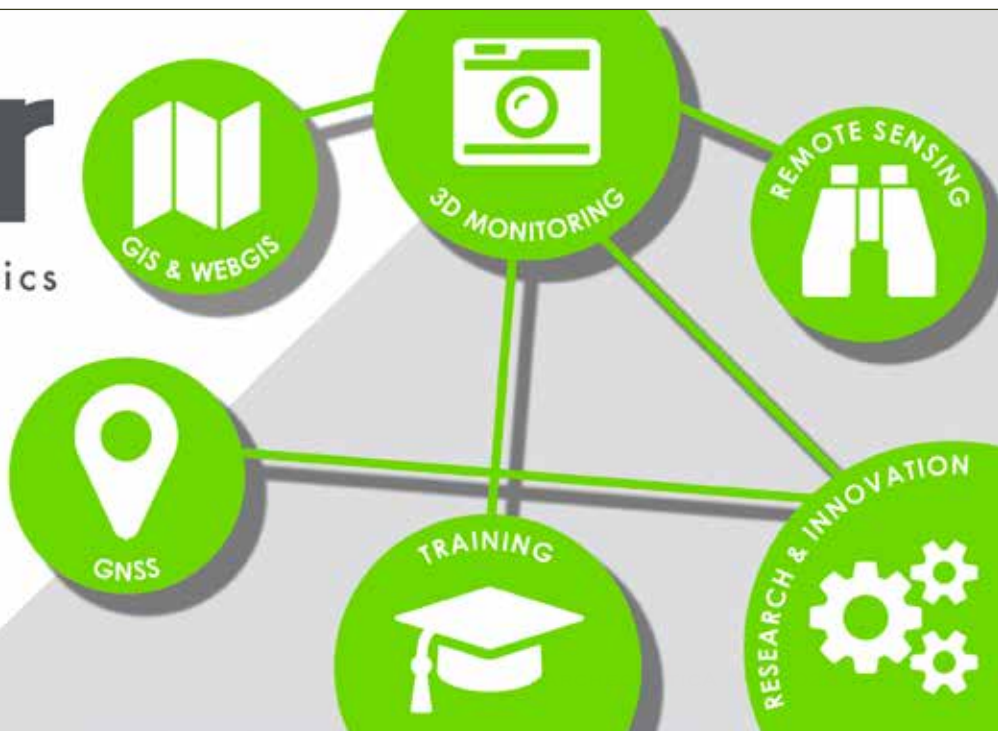 r
ics
GIS & WEBGIS
3D MONITORING
REMOTE SENSING
GNSS
TRAINING
RESEARCH & INNOVATION